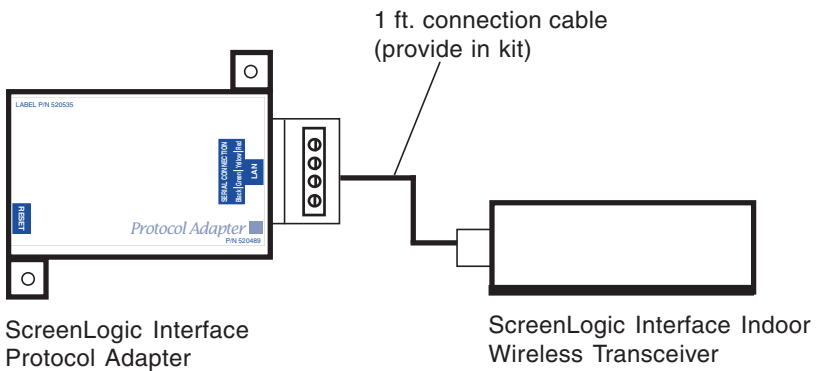 1 ft. connection cable
(provide in kit)
LABEL P/N 520535
SERIAL CONNECTION
Black|Green|Yellow|Red
LAN
RESET
Protocol Adapter
P/N 520489
ScreenLogic Interface
Protocol Adapter
ScreenLogic Interface Indoor
Wireless Transceiver